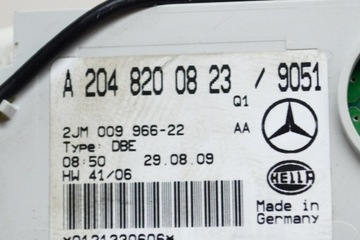 A 204 820 08 23 / 9051
Q1
2JM 009 966-22 AA
Type: DBE
08:50 29.08.09
HW 41/06
HELLA
Made in
Germany
*0121330606*